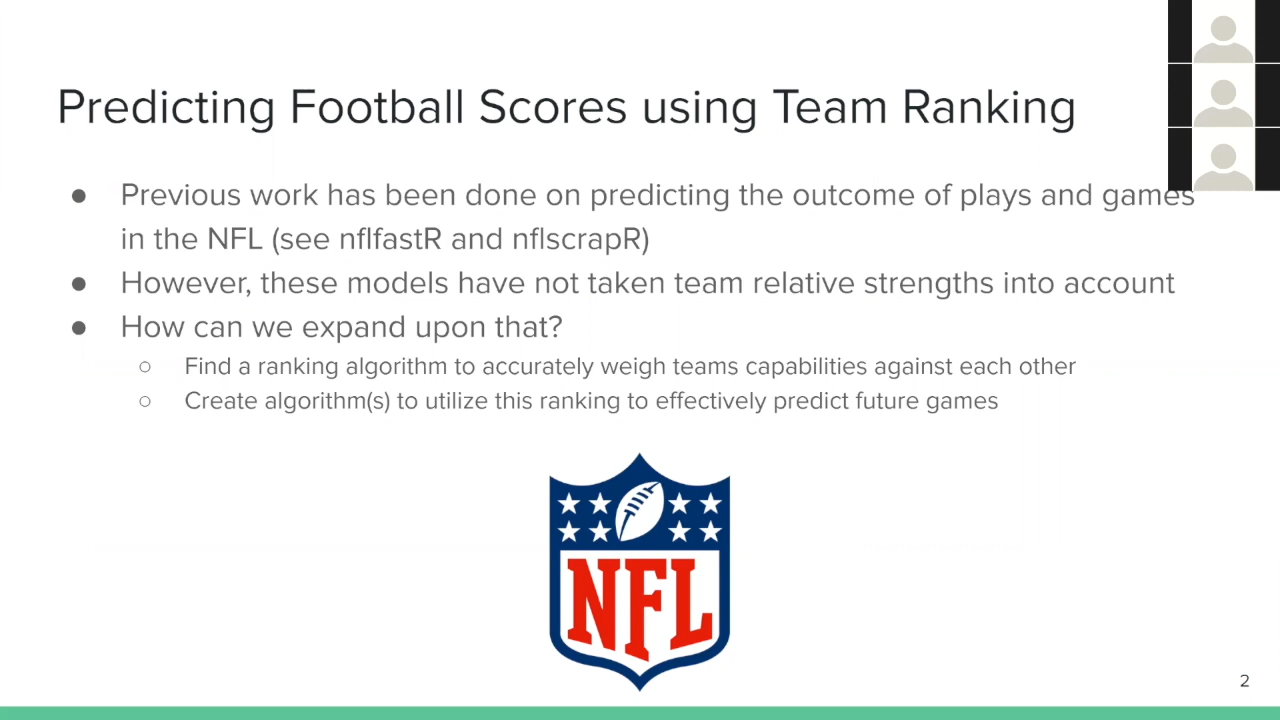 Predicting Football Scores using Team Ranking
● Previous work has been done on predicting the outcome of plays and games
in the NFL (see nflfastR and nflscrapR)
● However, these models have not taken team relative strengths into account
● How can we expand upon that?
○ Find a ranking algorithm to accurately weigh teams capabilities against each other
○ Create algorithm(s) to utilize this ranking to effectively predict future games
NFL
2